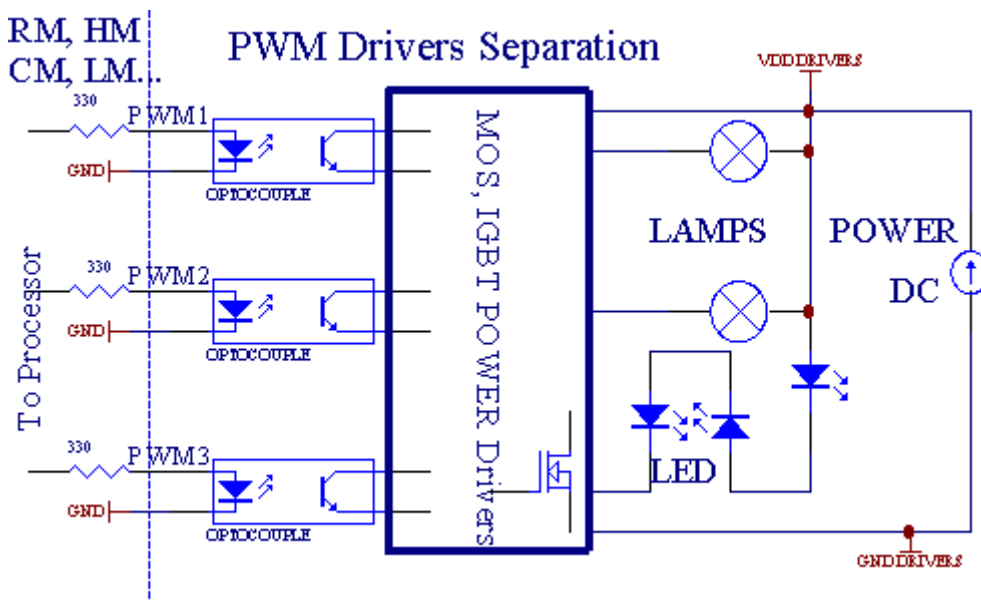 RM, HM
CM, LM...
PWM Drivers Separation
VDDDRIVERS
330
PWM1
GND
OPTOCOUPLE
MOS, IGBT POWER Drivers
LAMPS
POWER
DC
To Processor
330
PWM2
GND
OPTOCOUPLE
LED
330
PWM3
GND
OPTOCOUPLE
GNDDRIVERS